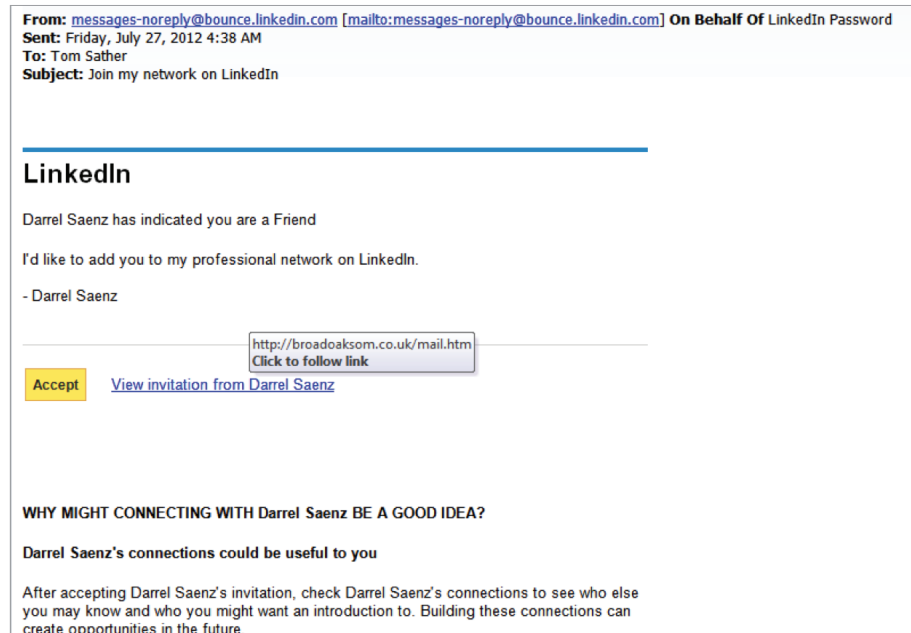 From: messages-noreply@bounce.linkedin.com [mailto:messages-noreply@bounce.linkedin.com] On Behalf Of LinkedIn Password
Sent: Friday, July 27, 2012 4:38 AM
To: Tom Sather
Subject: Join my network on LinkedIn
LinkedIn
Darrel Saenz has indicated you are a Friend
I'd like to add you to my professional network on LinkedIn.
- Darrel Saenz
http://broadoaksom.co.uk/mail.htm
Click to follow link
Accept View invitation from Darrel Saenz
WHY MIGHT CONNECTING WITH Darrel Saenz BE A GOOD IDEA?
Darrel Saenz's connections could be useful to you
After accepting Darrel Saenz's invitation, check Darrel Saenz's connections to see who else
you may know and who you might want an introduction to. Building these connections can
create opportunities in the future